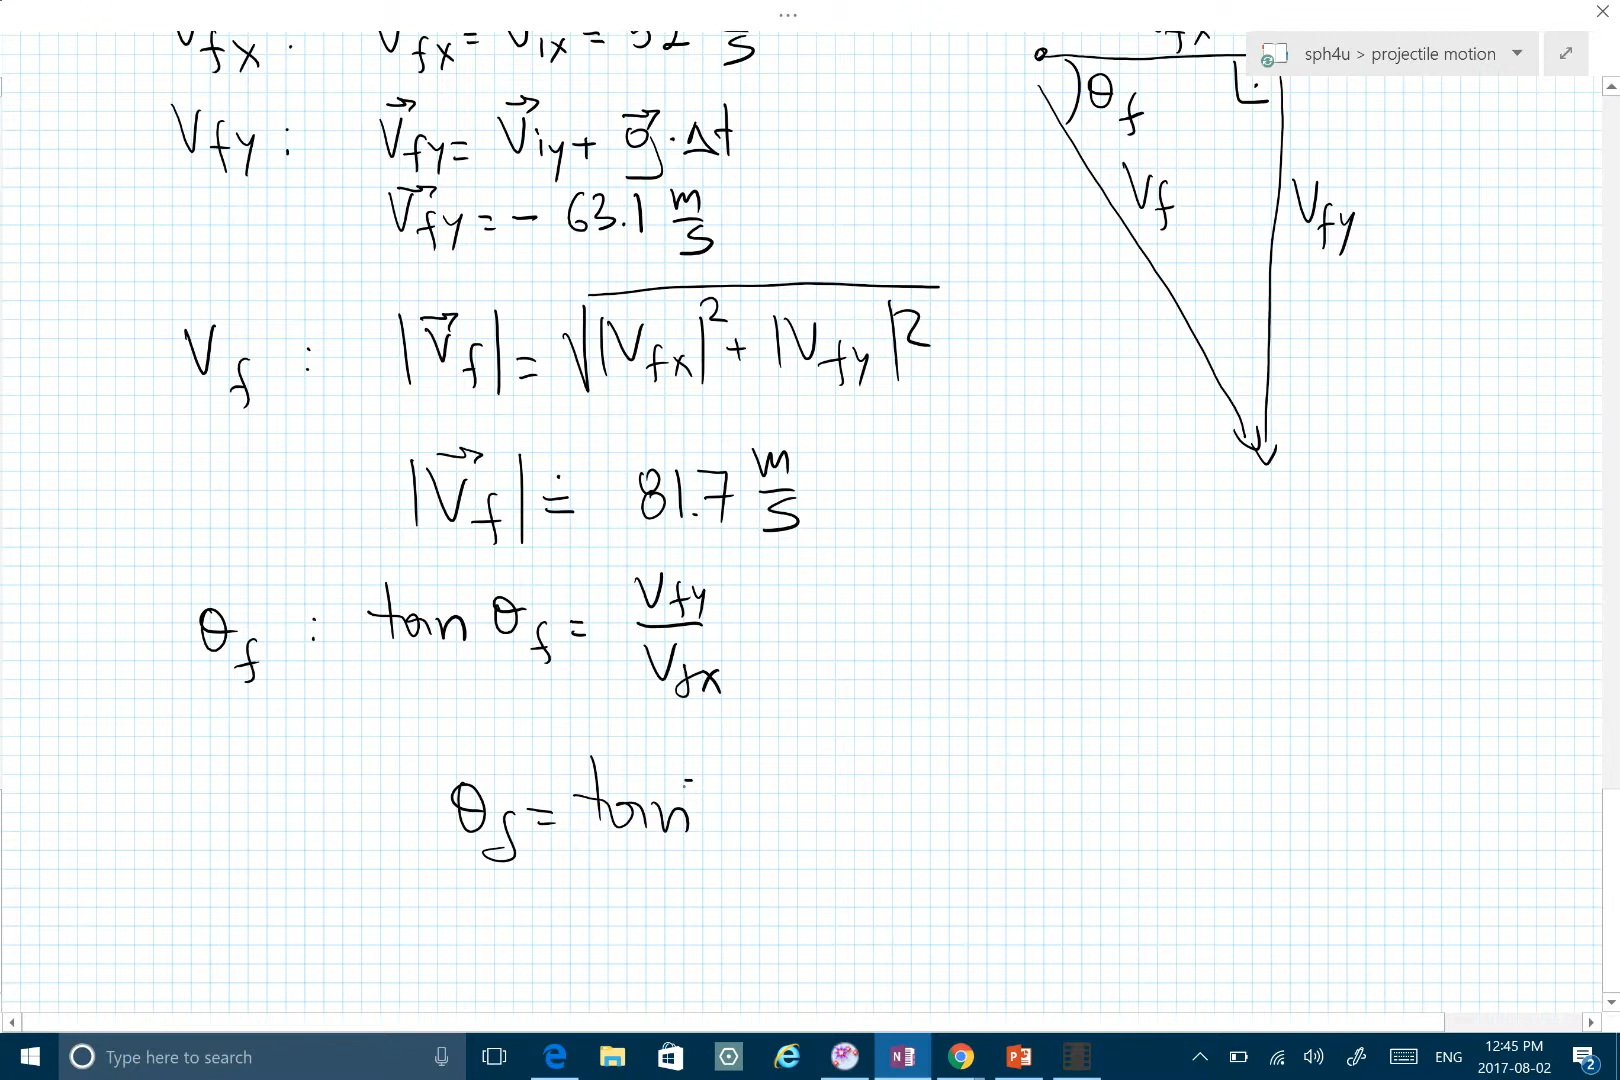 sph4u > projectile motion
Vfx : Vfx = Vix = 52 m/s
θf
Vfy : V⃗fy = V⃗iy + g⃗ · Δt
V⃗fy = - 63.1 m/s
Vf
Vfy
Vf : |V⃗f| = √|Vfx|² + |Vfy|²
|V⃗f| ≐ 81.7 m/s
θf : tan θf = Vfy/Vfx
θf = tan
Type here to search
ENG
12:45 PM
2017-08-02
2